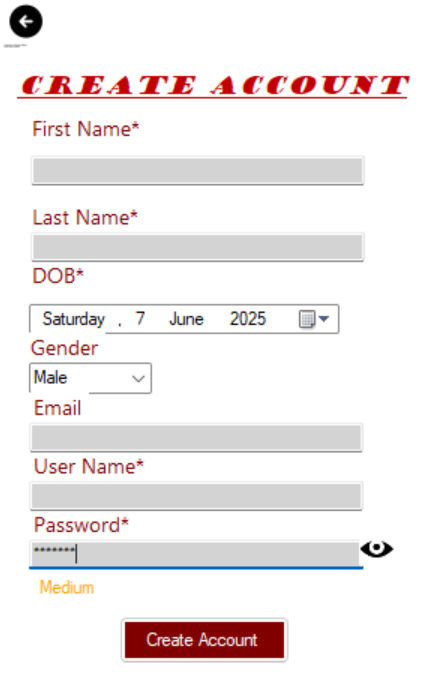 CREATE ACCOUNT
First Name*
Last Name*
DOB*
Saturday , 7 June 2025
Gender
Male
Email
User Name*
Password*
*******
Medium
Create Account